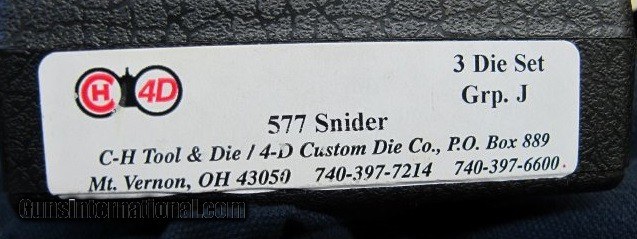 CH 4D
3 Die Set
Grp. J
577 Snider
C-H Tool & Die / 4-D Custom Die Co., P.O. Box 889
Mt. Vernon, OH 43050 740-397-7214 740-397-6600
GunsInternational.com